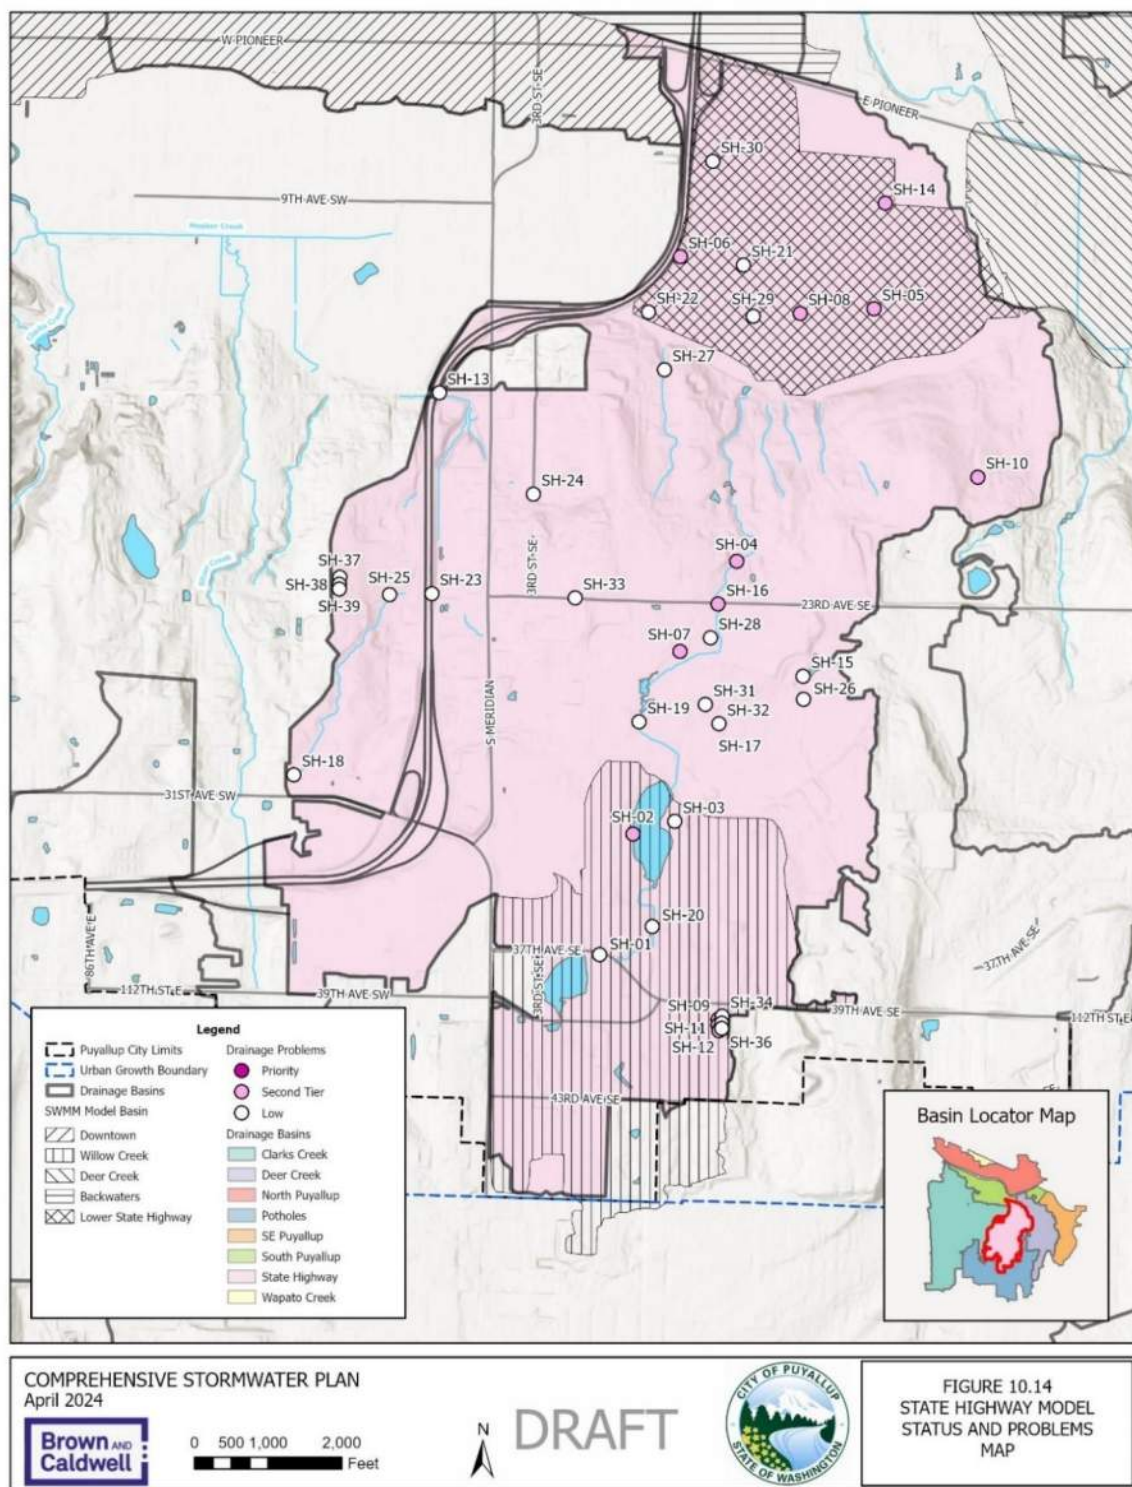 W PIONEER
3RD ST SE
E PIONEER
SH-30
SH-14
9TH AVE SW
Meeker Creek
SH-06
SH-21
SH-22
SH-29
SH-08
SH-05
SH-27
SH-13
SH-10
SH-24
SH-04
3RD ST SE
SH-37
SH-38
SH-39
SH-25
SH-23
SH-33
SH-16
23RD AVE SE
SH-28
SH-07
SH-15
SH-26
SH-31
SH-32
SH-17
SH-19
S MERIDIAN
SH-18
31ST AVE SW
SH-03
SH-02
SH-20
86TH AVE E
37TH AVE SE
SH-01
37TH AVE SE
43RD ST SE
112TH ST E
39TH AVE SW
SH-09
SH-34
SH-11
SH-12
SH-36
39TH AVE SE
112TH ST E
43RD AVE SE
Legend
Puyallup City Limits
Urban Growth Boundary
Drainage Basins
SWMM Model Basin
Downtown
Willow Creek
Deer Creek
Backwaters
Lower State Highway
Drainage Problems
Priority
Second Tier
Low
Drainage Basins
Clarks Creek
Deer Creek
North Puyallup
Potholes
SE Puyallup
South Puyallup
State Highway
Wapato Creek
Basin Locator Map
COMPREHENSIVE STORMWATER PLAN
April 2024
Brown AND
Caldwell
0 500 1,000 2,000
Feet
N
DRAFT
CITY OF PUYALLUP
STATE OF WASHINGTON
FIGURE 10.14
STATE HIGHWAY MODEL
STATUS AND PROBLEMS
MAP